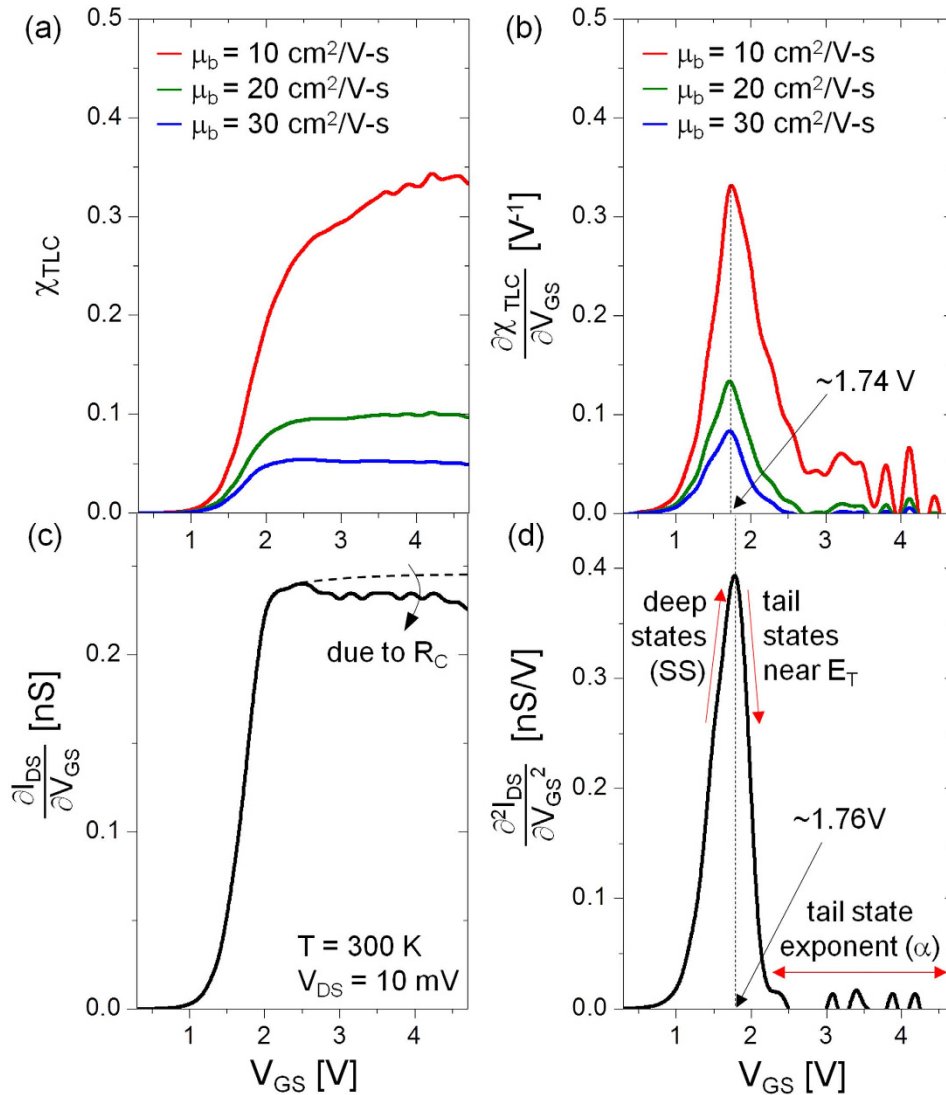 (a)
μb = 10 cm²/V-s
μb = 20 cm²/V-s
μb = 30 cm²/V-s
0.5
0.4
0.3
0.2
0.1
0.0
χTLC
1 2 3 4
(b)
μb = 10 cm²/V-s
μb = 20 cm²/V-s
μb = 30 cm²/V-s
0.5
0.4
0.3
0.2
0.1
0.0
∂χ TLC / ∂VGS [V⁻¹]
~1.74 V
1 2 3 4
(c)
due to RC
0.2
0.1
0.0
∂IDS / ∂VGS [nS]
T = 300 K
VDS = 10 mV
1 2 3 4
VGS [V]
(d)
deep
states
(SS)
tail
states
near ET
0.4
0.3
0.2
0.1
0.0
∂²IDS / ∂VGS² [nS/V]
~1.76V
tail state
exponent (α)
1 2 3 4
VGS [V]